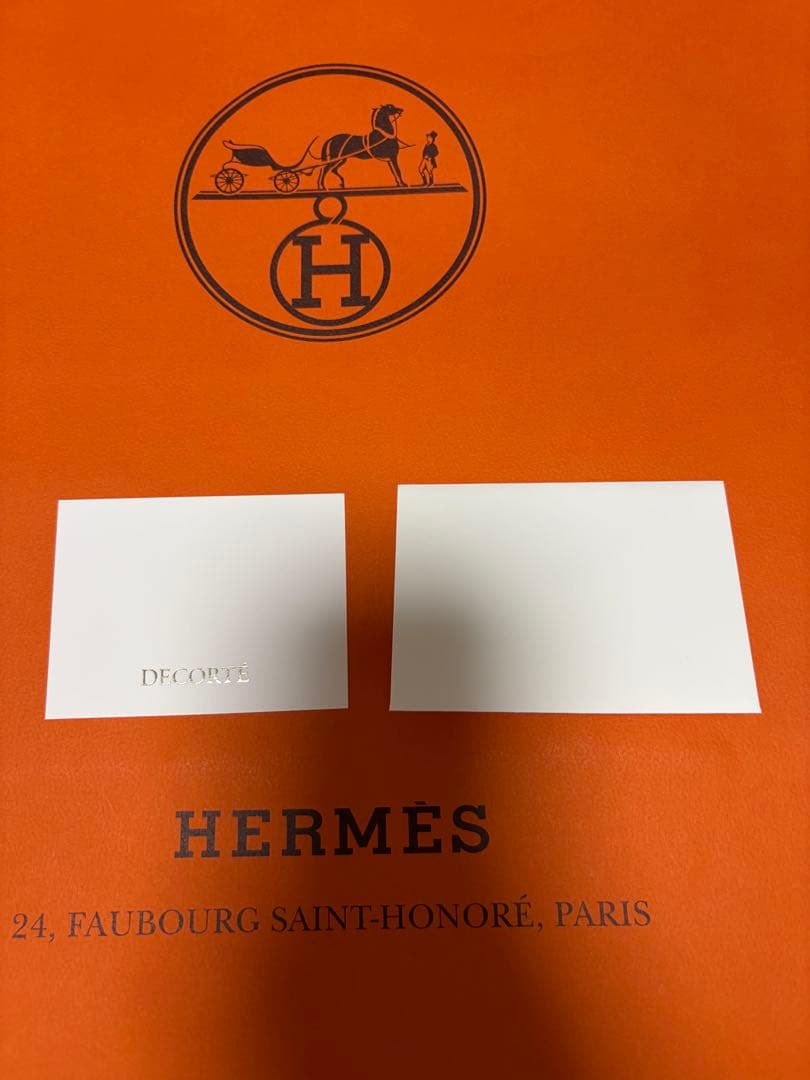 H
DECORTÉ
HERMÈS
24, FAUBOURG SAINT-HONORÉ, PARIS